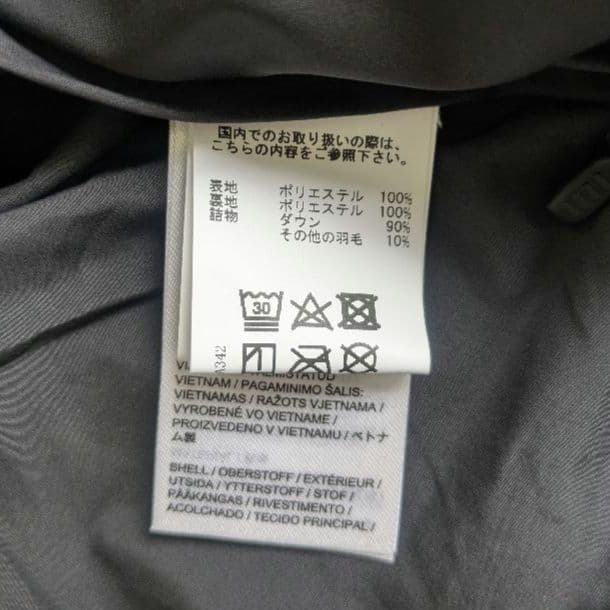 国内でのお取り扱いの際は、
こちらの内容をご参照下さい。
表地 ポリエステル 100%
裏地 ポリエステル 100%
詰物 ダウン 90%
その他の羽毛 10%
30
A342
VIETNAM / PAGAMINIMO ŠALIS:
VIETNAMAS / RAŽOTS VJETNAMA /
VYROBENÉ VO VIETNAME /
PROIZVEDENO V VIETNAMU / ベトナ
ム製
SHELL / OBERSTOFF / EXTÉRIEUR /
UTSIDA / YTTERSTOFF / STOF /
PÄÄKANGAS / RIVESTIMENTO /
ACOLCHADO / TECIDO PRINCIPAL /